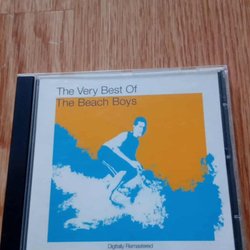 The Very Best Of
The Beach Boys
Digitally Remastered